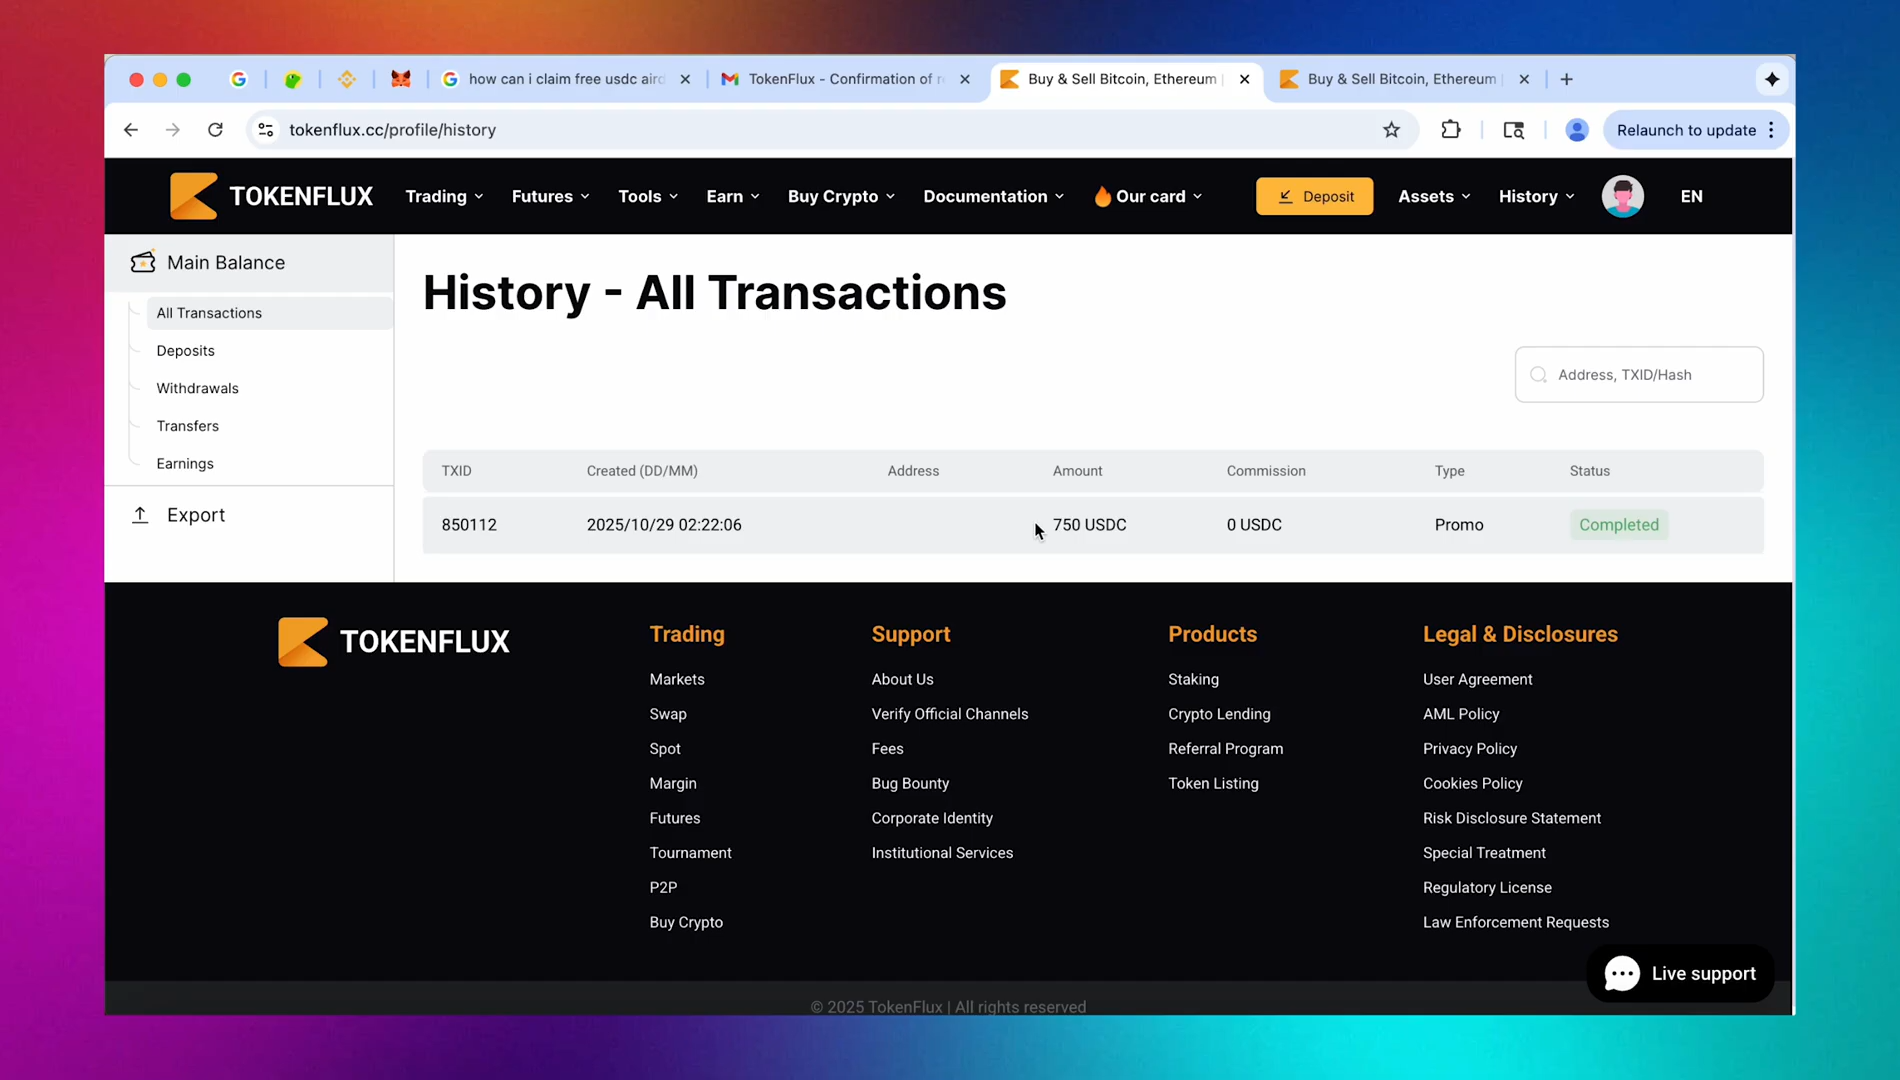 how can i claim free usdc aird
TokenFlux - Confirmation of re
Buy & Sell Bitcoin, Ethereum |
Buy & Sell Bitcoin, Ethereum |
tokenflux.cc/profile/history
Relaunch to update
TOKENFLUX
Trading
Futures
Tools
Earn
Buy Crypto
Documentation
Our card
Deposit
Assets
History
EN
Main Balance
All Transactions
Deposits
Withdrawals
Transfers
Earnings
Export
History - All Transactions
Address, TXID/Hash
TXID Created (DD/MM) Address Amount Commission Type Status
850112 2025/10/29 02:22:06 750 USDC 0 USDC Promo Completed
TOKENFLUX
Trading
Markets
Swap
Spot
Margin
Futures
Tournament
P2P
Buy Crypto
Support
About Us
Verify Official Channels
Fees
Bug Bounty
Corporate Identity
Institutional Services
Products
Staking
Crypto Lending
Referral Program
Token Listing
Legal & Disclosures
User Agreement
AML Policy
Privacy Policy
Cookies Policy
Risk Disclosure Statement
Special Treatment
Regulatory License
Law Enforcement Requests
Live support
© 2025 TokenFlux | All rights reserved